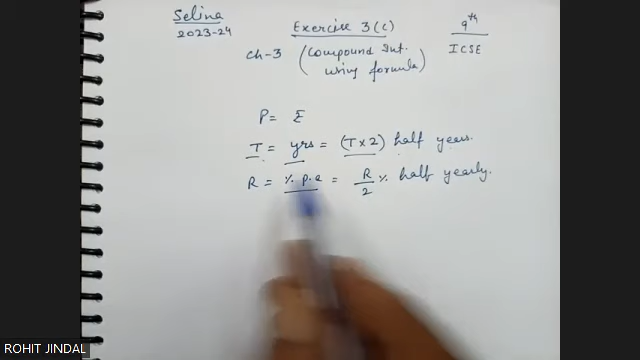 Selina
2023-24
Exercise 3(c)
9th
ICSE
Ch-3 (Compound Int. using formula)
P = ₹
T = yrs = (T×2) half years.
R = % p.a = R/2 % half yearly.
ROHIT JINDAL